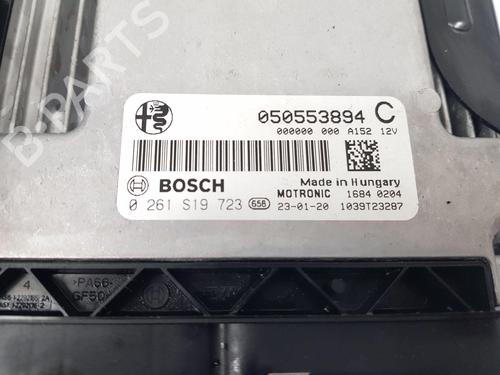 B-PARTS
050553894 C
000000 000 A152 12V
BOSCH
Made in Hungary
MOTRONIC 1684 0204
0 261 S19 723 658 23-01-20 1039T23287
4
>PA66-
GF50<